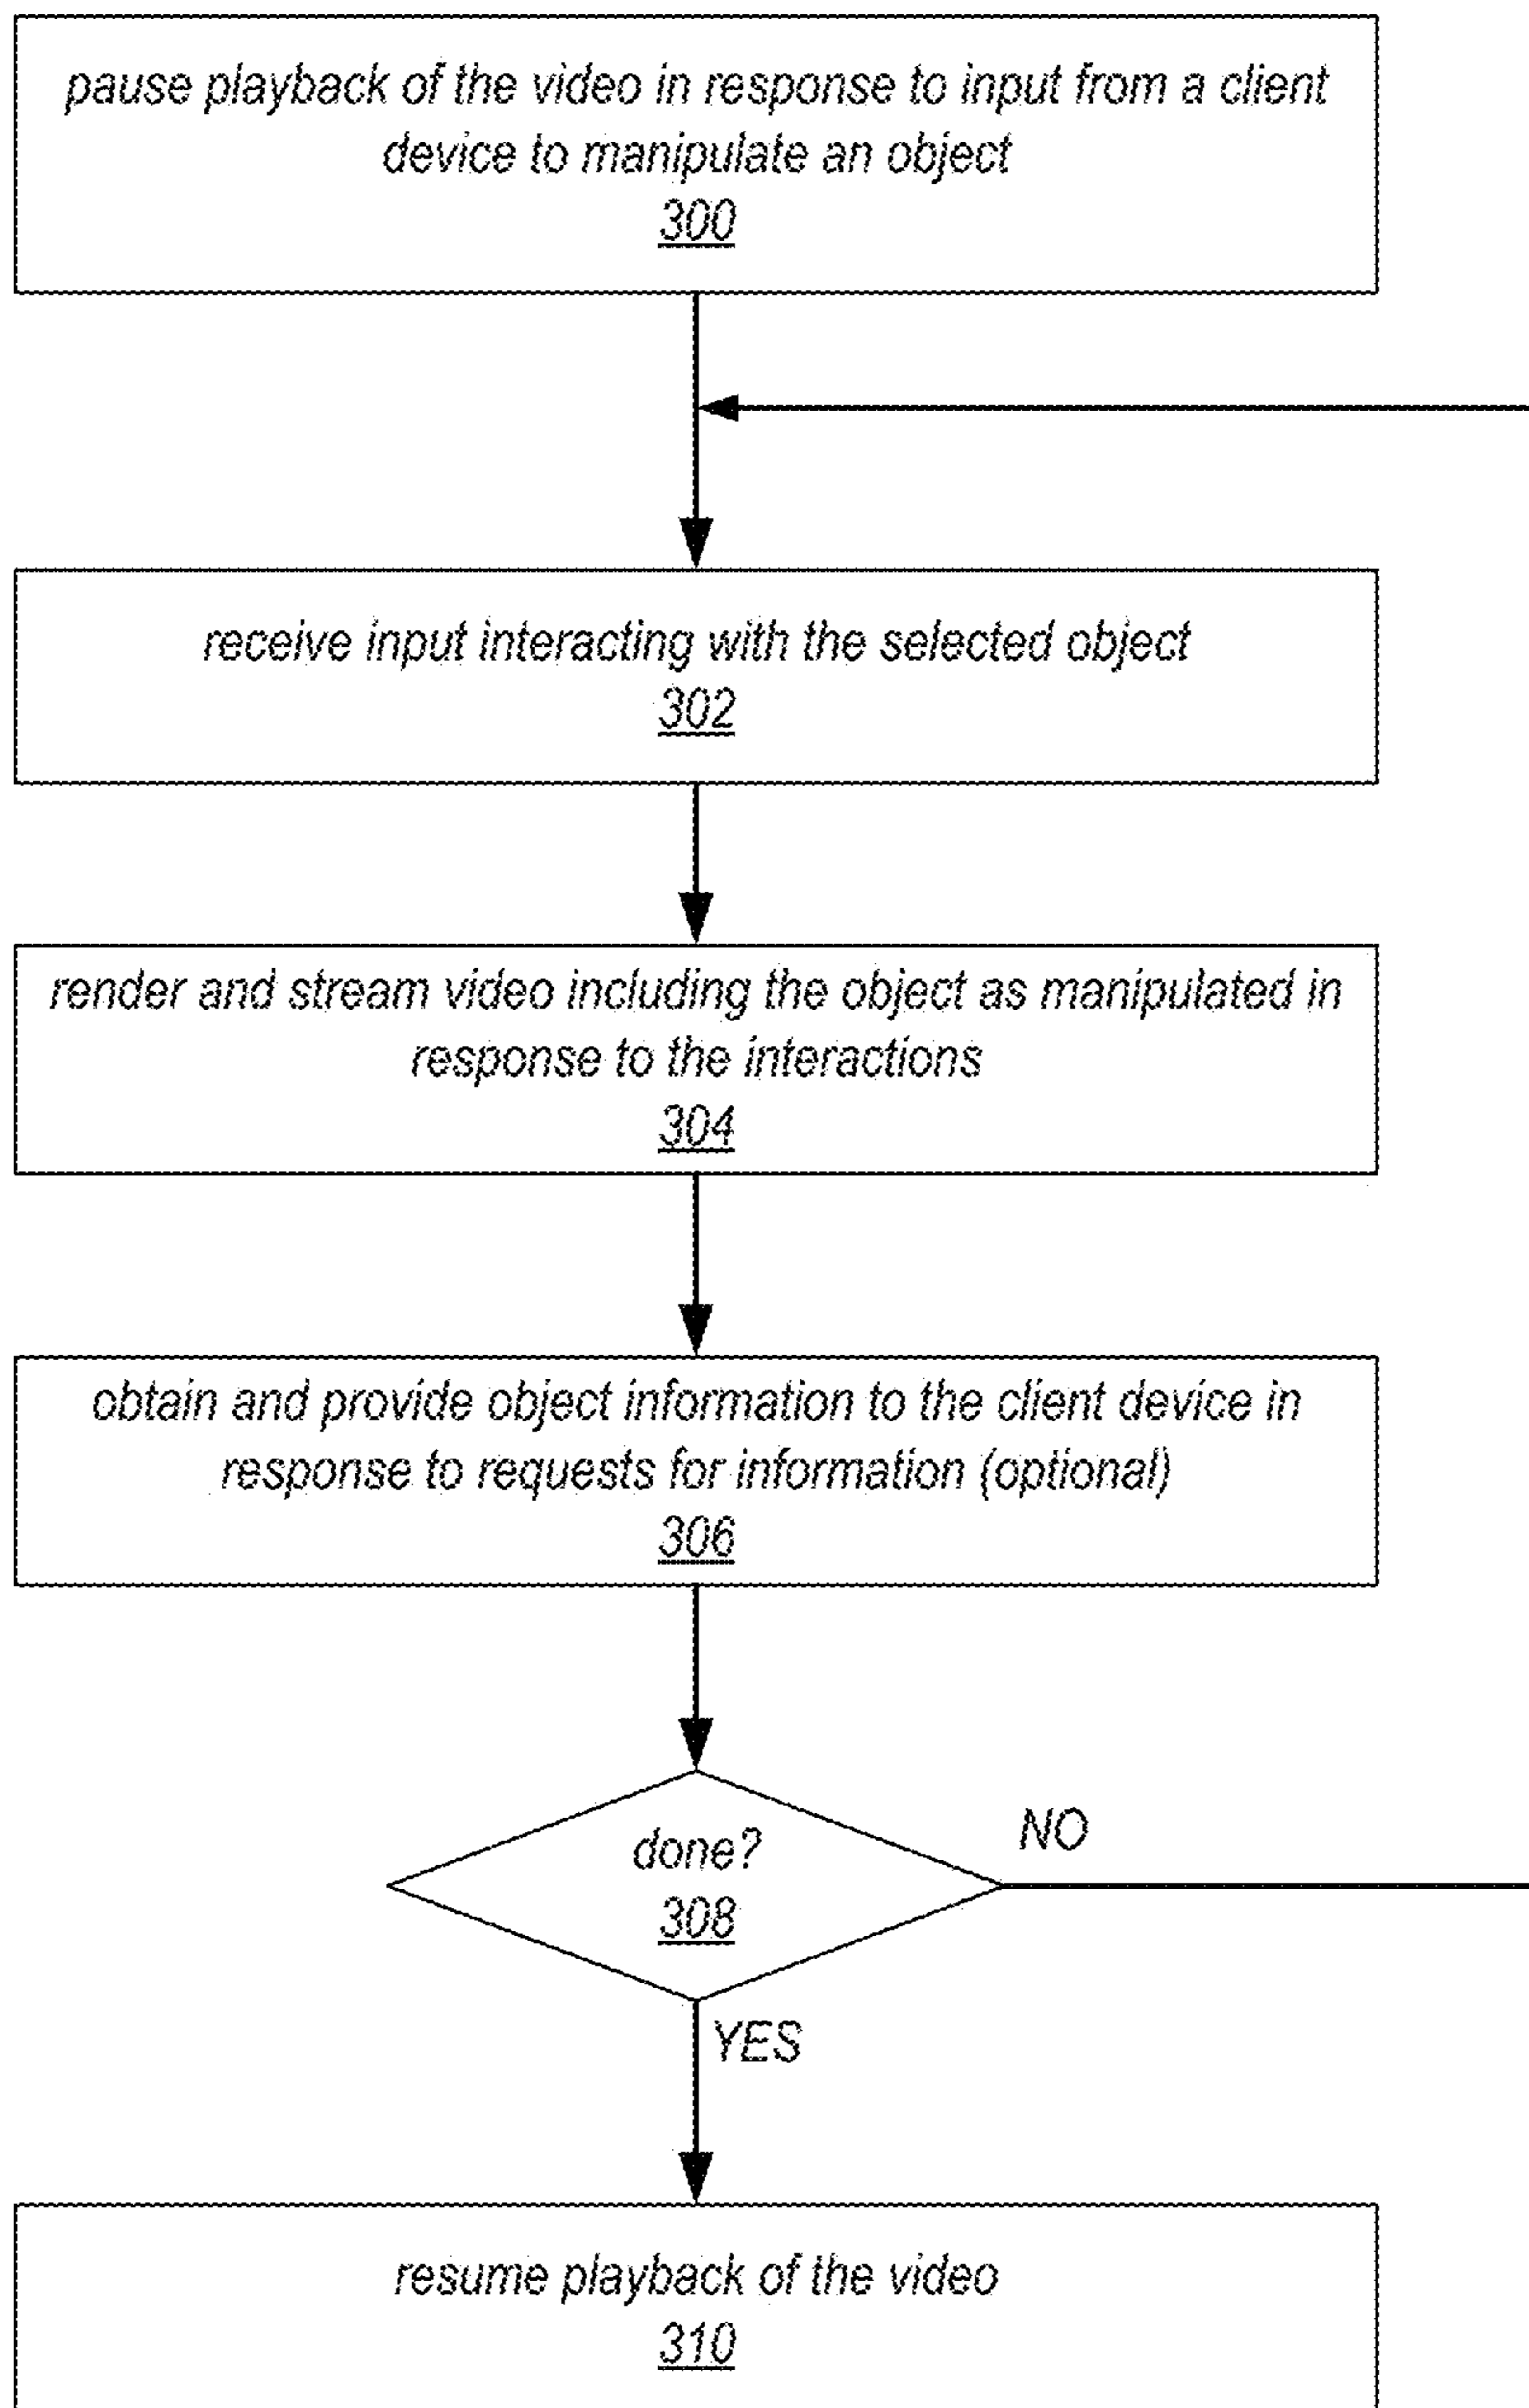 pause playback of the video in response to input from a client
device to manipulate an object
300
receive input interacting with the selected object
302
render and stream video including the object as manipulated in
response to the interactions
304
obtain and provide object information to the client device in
response to requests for information (optional)
306
done?
308
NO
YES
resume playback of the video
310